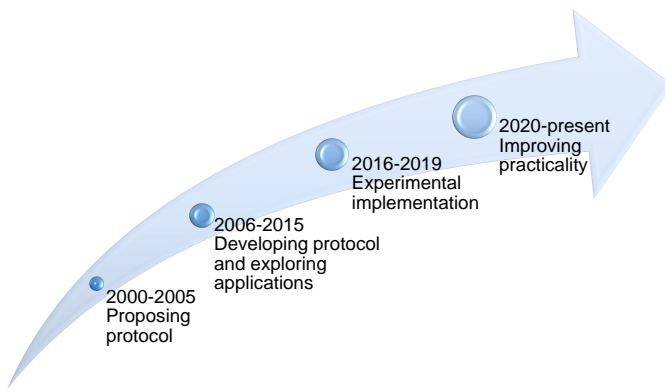 2000-2005
Proposing
protocol
2006-2015
Developing protocol
and exploring
applications
2016-2019
Experimental
implementation
2020-present
Improving
practicality